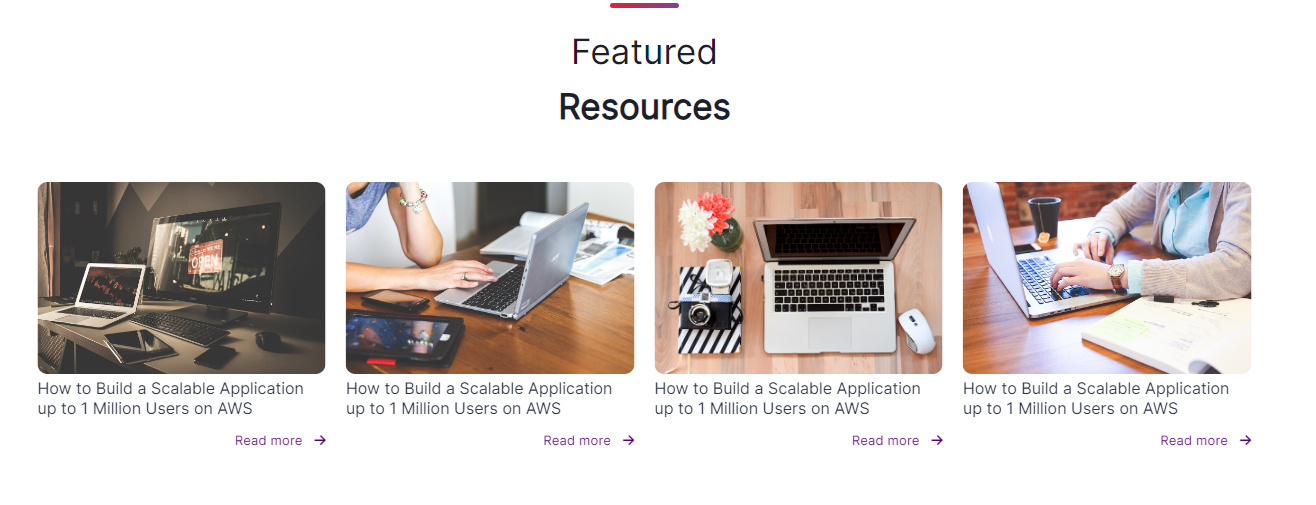 Featured
Resources
OPEN
How to Build a Scalable Application
up to 1 Million Users on AWS
Read more
How to Build a Scalable Application
up to 1 Million Users on AWS
Read more
How to Build a Scalable Application
up to 1 Million Users on AWS
Read more
How to Build a Scalable Application
up to 1 Million Users on AWS
Read more